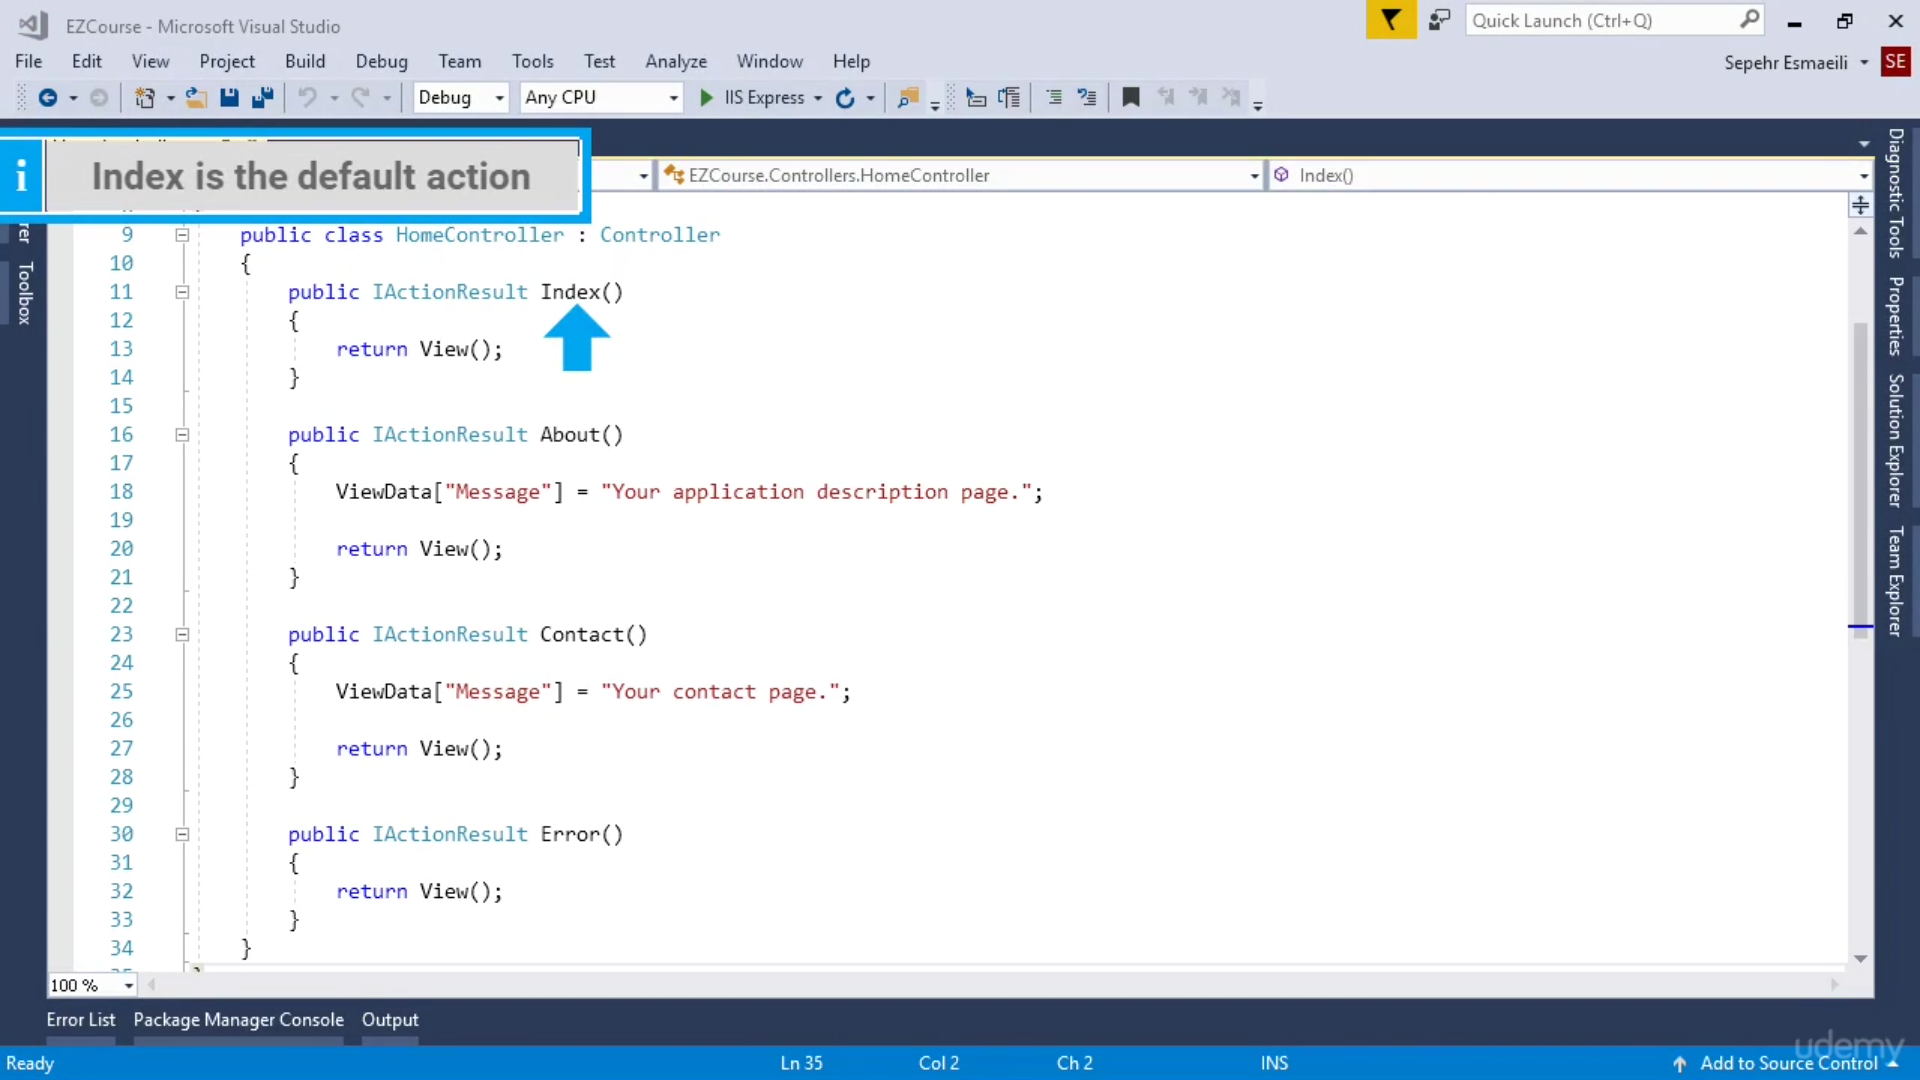 EZCourse - Microsoft Visual Studio
Quick Launch (Ctrl+Q)
File Edit View Project Build Debug Team Tools Test Analyze Window Help
Sepehr Esmaeili SE
Debug Any CPU IIS Express
i Index is the default action
EZCourse.Controllers.HomeController
Index()
Toolbox
Diagnostic Tools
Properties
Solution Explorer
Team Explorer
9 public class HomeController : Controller
10 {
11 public IActionResult Index()
12 {
13 return View();
14 }
15
16 public IActionResult About()
17 {
18 ViewData["Message"] = "Your application description page.";
19
20 return View();
21 }
22
23 public IActionResult Contact()
24 {
25 ViewData["Message"] = "Your contact page.";
26
27 return View();
28 }
29
30 public IActionResult Error()
31 {
32 return View();
33 }
34 }
100 %
Error List Package Manager Console Output
udemy
Ready Ln 35 Col 2 Ch 2 INS Add to Source Control